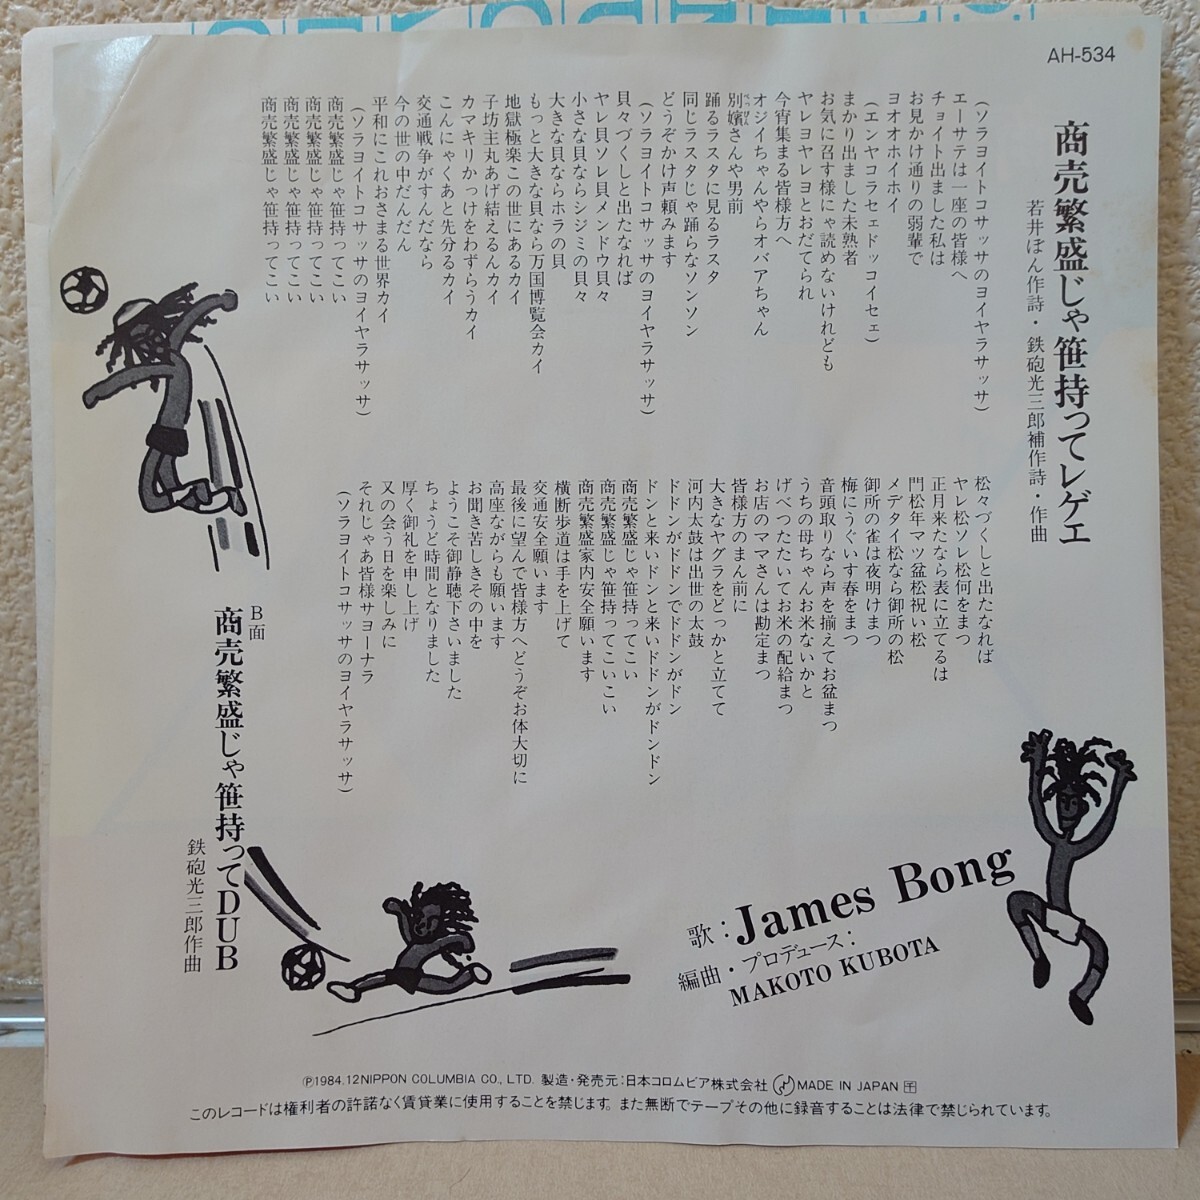 AH-534
商売繁盛じゃ笹持ってレゲエ
若井ぼん作詩・鉄砲光三郎補作詩・作曲
(ソラヨイトコサッサのヨイヤラサッサ)
エーサテは一座の皆様へ
チョイト出ました私は
お見かけ通りの弱輩で
ヨオオホイホイ
(エンヤコラセェドッコイセェ)
まかり出ました未熟者
お気に召す様にゃ読めないけれども
ヤレヨヤレヨとおだてられ
今宵集まる皆様方へ
オジイちゃんやらオバアちゃん
別嬪さんや男前
踊るラスタに見るラスタ
同じラスタじゃ踊らなソンソン
どうぞかけ声頼みます
(ソラヨイトコサッサのヨイヤラサッサ)
貝々づくしと出たなれば
ヤレ貝ソレ貝メンドウ貝々
小さな貝ならシジミの貝々
大きな貝ならホラの貝
もっと大きな貝なら万国博覧会カイ
地獄極楽この世にあるカイ
子坊主丸あげ結えるんカイ
カマキリかっけをわずらうカイ
こんにゃくあと先分るカイ
交通戦争がすんだなら
今の世の中だんだん
平和にこれおさまる世界カイ
(ソラヨイトコサッサのヨイヤラサッサ)
商売繁盛じゃ笹持ってこい
商売繁盛じゃ笹持ってこい
商売繁盛じゃ笹持ってこい
商売繁盛じゃ笹持ってこい
松々づくしと出たなれば
ヤレ松ソレ松何をまつ
正月来たなら表に立てるは
門松年マツ盆松祝い松
メデタイ松なら御所の松
御所の雀は夜明けまつ
梅にうぐいす春をまつ
音頭取りなら声を揃えてお盆まつ
うちの母ちゃんお米ないかと
げべつたたいてお米の配給まつ
お店のママさんは勘定まつ
皆様方のまん前に
大きなヤグラをどっかと立てて
河内太鼓は出世の太鼓
ドドンがドドンでドドンがドン
ドンと来いドンと来いドドンがドンドン
商売繁盛じゃ笹持ってこい
商売繁盛じゃ笹持ってこいこい
商売繁盛家内安全願います
横断歩道は手を上げて
交通安全願います
最後に望んで皆様方へどうぞお体大切に
高座ながらも願います
お聞き苦しきその中を
ようこそ御静聴下さいました
ちょうど時間となりました
厚く御礼を申し上げ
又の会う日を楽しみに
それじゃあ皆様サヨーナラ
(ソラヨイトコサッサのヨイヤラサッサ)
B面
商売繁盛じゃ笹持ってDUB
鉄砲光三郎作曲
歌：James Bong
編曲・プロデュース：
MAKOTO KUBOTA
Ⓟ1984.12 NIPPON COLUMBIA CO., LTD. 製造・発売元：日本コロムビア株式会社 MADE IN JAPAN
このレコードは権利者の許諾なく賃貸業に使用することを禁じます。また無断でテープその他に録音することは法律で禁じられています。